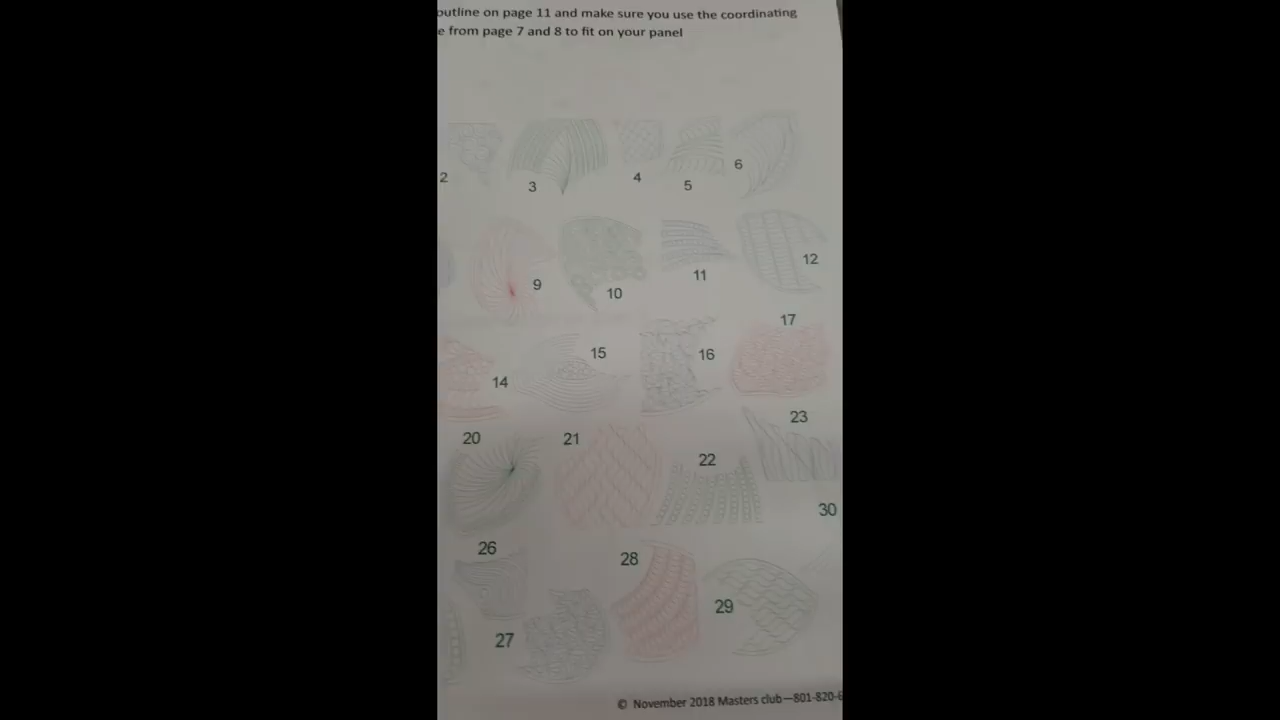 outline on page 11 and make sure you use the coordinating
from page 7 and 8 to fit on your panel
2 3 4 5 6
9 10 11 12
14 15 16 17
20 21 22 23
26 27 28 29 30
© November 2018 Masters club—801-820-